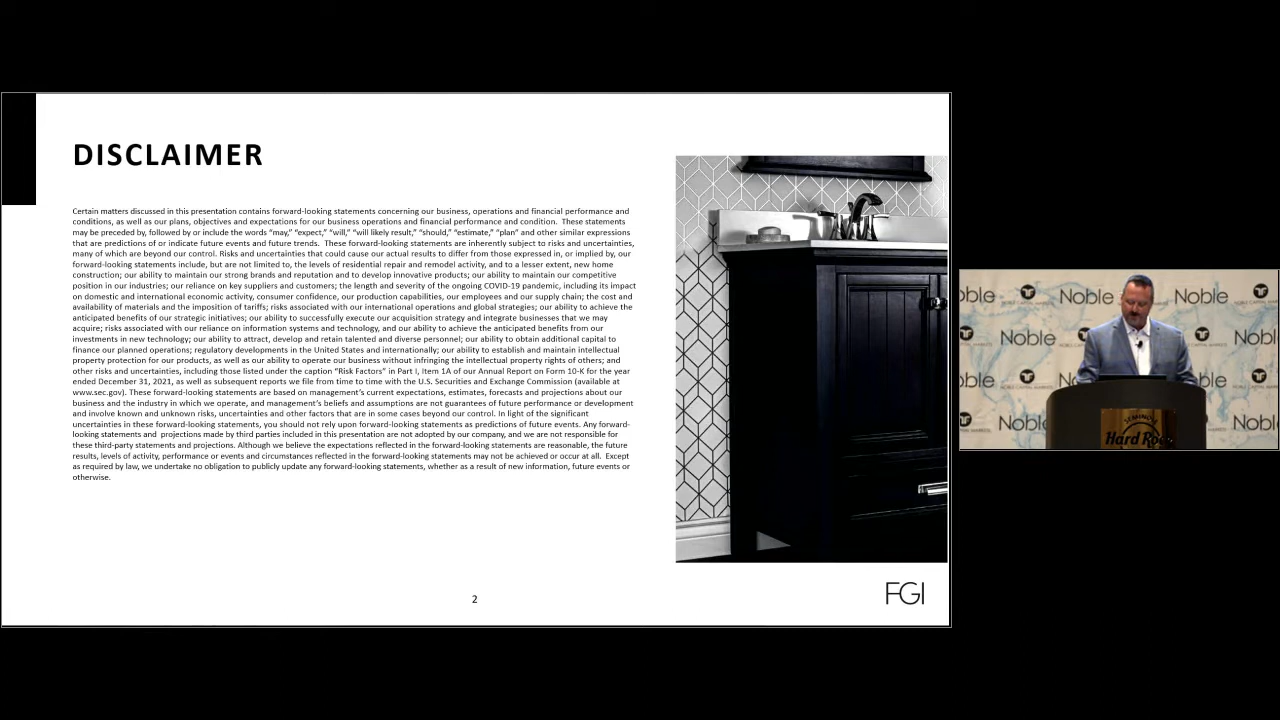 DISCLAIMER
Certain matters discussed in this presentation contains forward-looking statements concerning our business, operations and financial performance and
conditions, as well as our plans, objectives and expectations for our business operations and financial performance and condition.  These statements
may be preceded by, followed by or include the words “may,” “expect,” “will,” “will likely result,” “should,” “estimate,” “plan” and other similar expressions
that are predictions of or indicate future events and future trends.  These forward-looking statements are inherently subject to risks and uncertainties,
many of which are beyond our control. Risks and uncertainties that could cause our actual results to differ from those expressed in, or implied by, our
forward-looking statements include, but are not limited to, the levels of residential repair and remodel activity, and to a lesser extent, new home
construction; our ability to maintain our strong brands and reputation and to develop innovative products; our ability to maintain our competitive
position in our industries; our reliance on key suppliers and customers; the length and severity of the ongoing COVID-19 pandemic, including its impact
on domestic and international economic activity, consumer confidence, our production capabilities, our employees and our supply chain; the cost and
availability of materials and the imposition of tariffs; risks associated with our international operations and global strategies; our ability to achieve the
anticipated benefits of our strategic initiatives; our ability to successfully execute our acquisition strategy and integrate businesses that we may
acquire; risks associated with our reliance on information systems and technology, and our ability to achieve the anticipated benefits from our
investments in new technology; our ability to attract, develop and retain talented and diverse personnel; our ability to obtain additional capital to
finance our planned operations; regulatory developments in the United States and internationally; our ability to establish and maintain intellectual
property protection for our products, as well as our ability to operate our business without infringing the intellectual property rights of others; and
other risks and uncertainties, including those listed under the caption “Risk Factors” in Part I, Item 1A of our Annual Report on Form 10-K for the year
ended December 31, 2021, as well as subsequent reports we file from time to time with the U.S. Securities and Exchange Commission (available at
www.sec.gov). These forward-looking statements are based on management’s current expectations, estimates, forecasts and projections about our
business and the industry in which we operate, and management’s beliefs and assumptions are not guarantees of future performance or development
and involve known and unknown risks, uncertainties and other factors that are in some cases beyond our control. In light of the significant
uncertainties in these forward-looking statements, you should not rely upon forward-looking statements as predictions of future events. Any forward-
looking statements and  projections made by third parties included in this presentation are not adopted by our company, and we are not responsible for
these third-party statements and projections. Although we believe the expectations reflected in the forward-looking statements are reasonable, the future
results, levels of activity, performance or events and circumstances reflected in the forward-looking statements may not be achieved or occur at all.  Except
as required by law, we undertake no obligation to publicly update any forward-looking statements, whether as a result of new information, future events or
otherwise.
2
FGI
Noble Noble Noble
Noble Noble
Noble Noble
SEMINOLE
Hard Rock